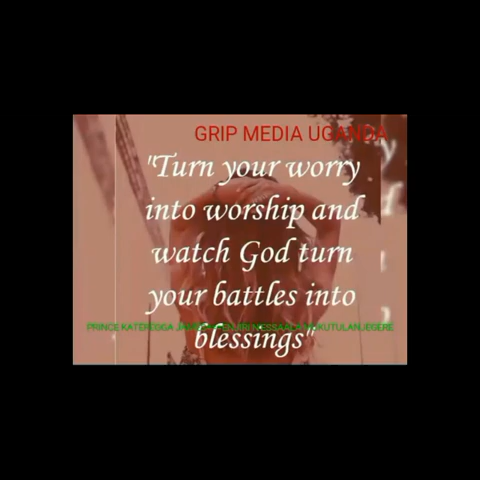 GRIP MEDIA UGANDA
"Turn your worry
into worship and
watch God turn
your battles into
PRINCE KATEREGGA
blessings"